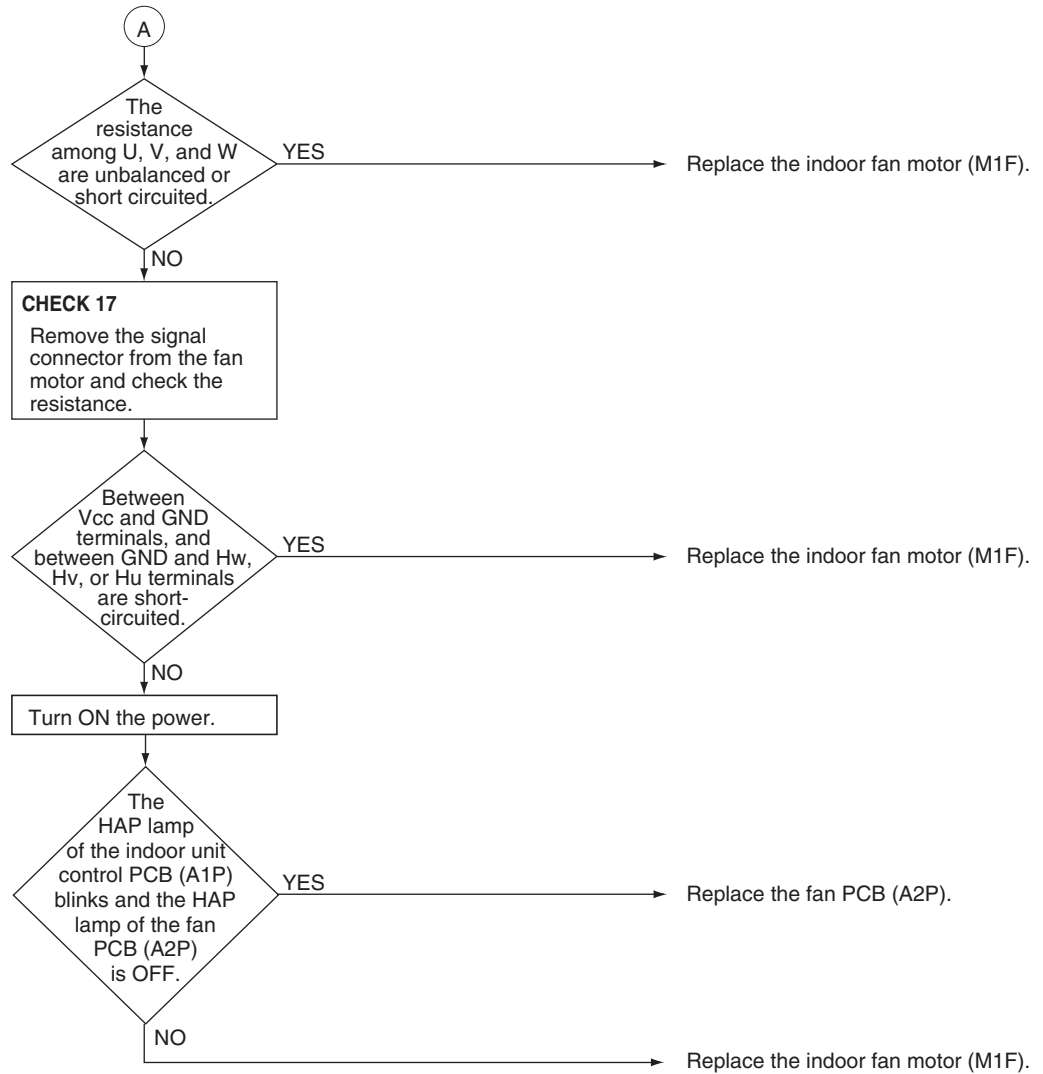 A
The
resistance
among U, V, and W
are unbalanced or
short circuited.
YES
Replace the indoor fan motor (M1F).
NO
CHECK 17
Remove the signal
connector from the fan
motor and check the
resistance.
Between
Vcc and GND
terminals, and
between GND and Hw,
Hv, or Hu terminals
are short-
circuited.
YES
Replace the indoor fan motor (M1F).
NO
Turn ON the power.
The
HAP lamp
of the indoor unit
control PCB (A1P)
blinks and the HAP
lamp of the fan
PCB (A2P)
is OFF.
YES
Replace the fan PCB (A2P).
NO
Replace the indoor fan motor (M1F).